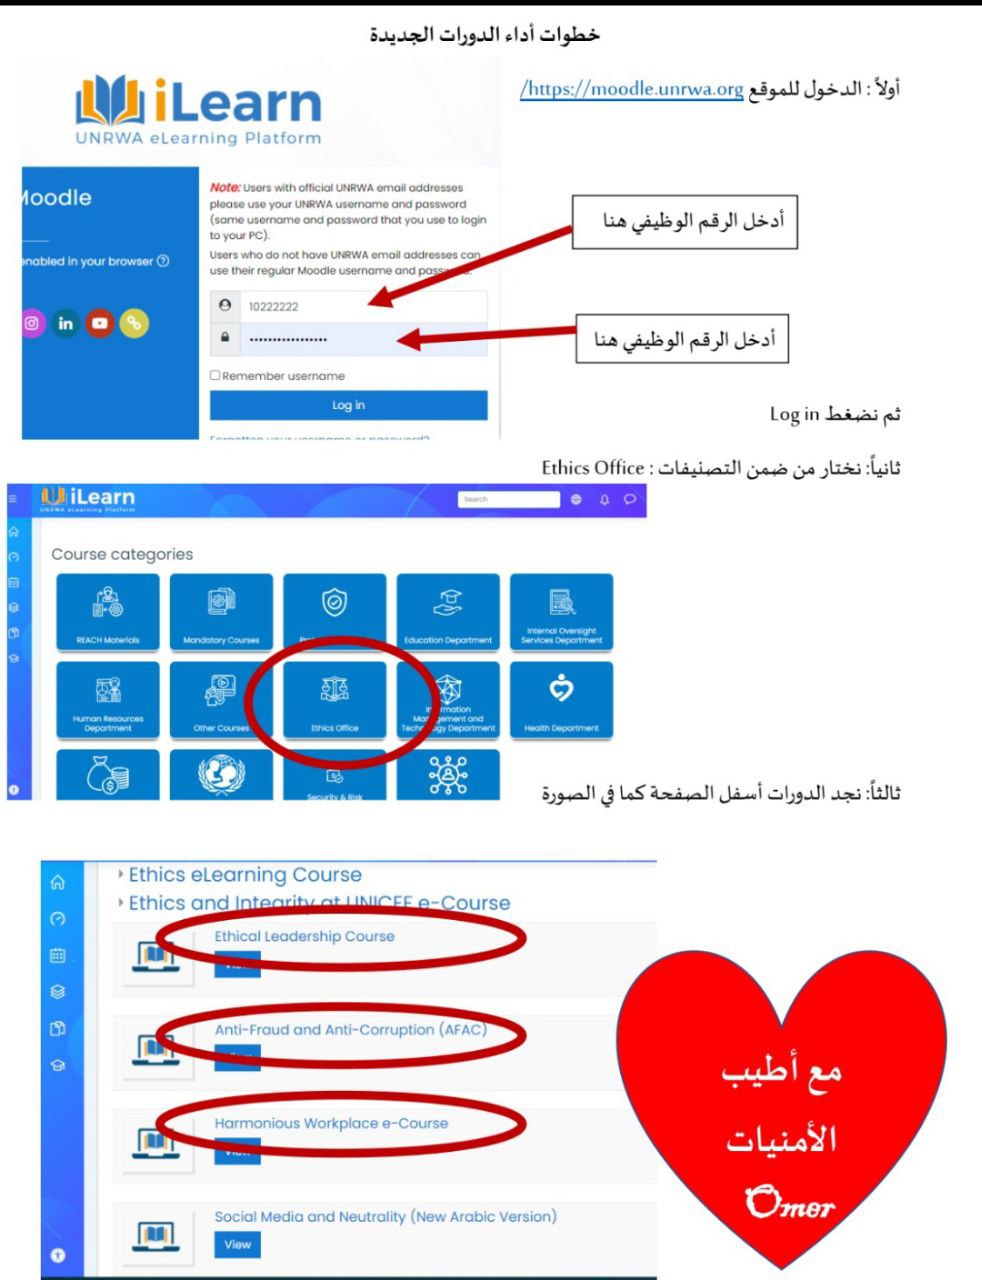 خطوات أداء الدورات الجديدة
أولاً : الدخول للموقع https://moodle.unrwa.org/
iLearn
UNRWA eLearning Platform
Moodle
enabled in your browser
Note: Users with official UNRWA email addresses
please use your UNRWA username and password
(same username and password that you use to login
to your PC).
Users who do not have UNRWA email addresses can
use their regular Moodle username and password.
أدخل الرقم الوظيفي هنا
10222222
أدخل الرقم الوظيفي هنا
Remember username
Log in
Forgotten your username or password?
ثم نضغط Log in
ثانياً: نختار من ضمن التصنيفات : Ethics Office
iLearn
UNRWA eLearning Platform
Search
Course categories
REACH Materials
Mandatory Courses
Education Department
Internal Oversight
Services Department
Human Resources
Department
Other Courses
Ethics Office
Information
Management and
Technology Department
Health Department
Security & Risk
ثالثاً: نجد الدورات أسفل الصفحة كما في الصورة
Ethics eLearning Course
Ethics and Integrity at UNICEF e-Course
Ethical Leadership Course
View
Anti-Fraud and Anti-Corruption (AFAC)
View
Harmonious Workplace e-Course
View
Social Media and Neutrality (New Arabic Version)
View
مع أطيب
الأمنيات
Omer